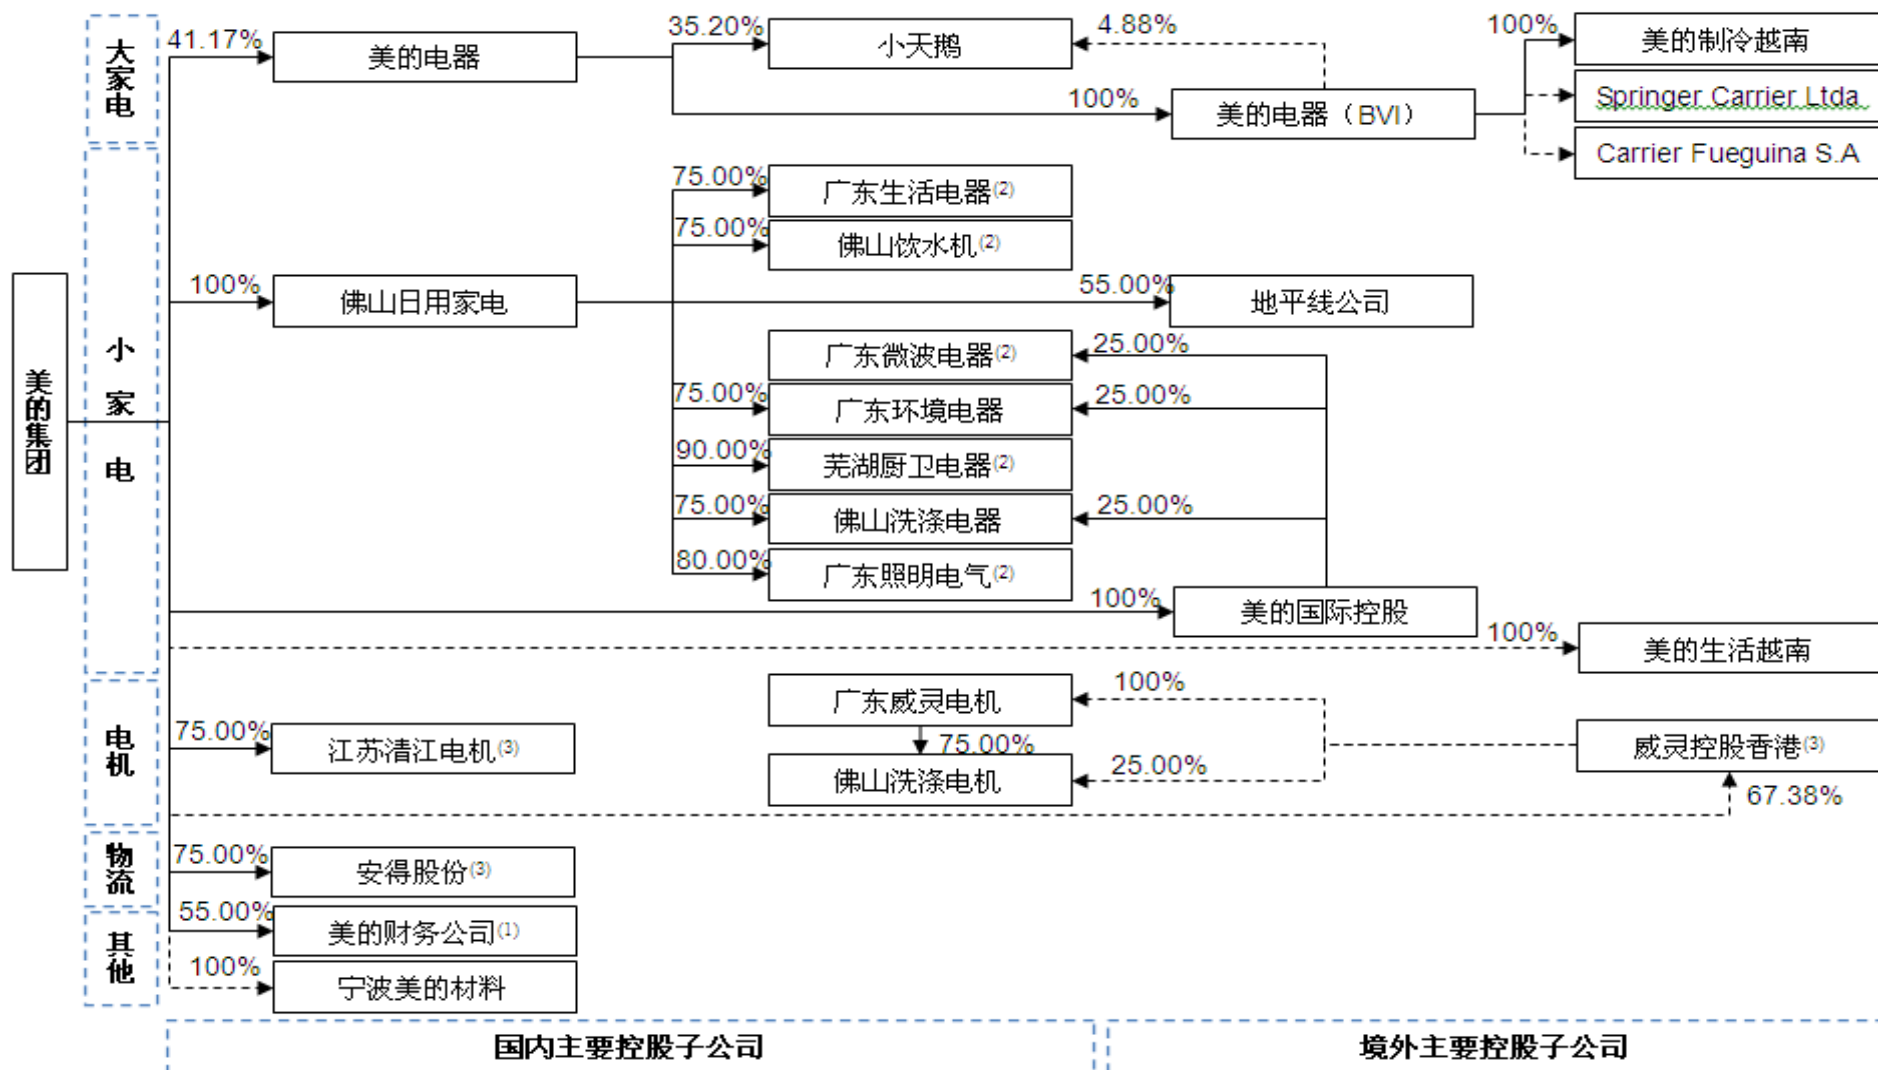 大家电
41.17%
美的电器
35.20%
小天鹅
4.88%
100%
美的电器（BVI）
100%
美的制冷越南
Springer Carrier Ltda
Carrier Fueguina S.A
美的集团
小家电
100%
佛山日用家电
75.00%
广东生活电器(2)
75.00%
佛山饮水机(2)
55.00%
地平线公司
广东微波电器(2)
25.00%
75.00%
广东环境电器
25.00%
90.00%
芜湖厨卫电器(2)
75.00%
佛山洗涤电器
25.00%
80.00%
广东照明电气(2)
100%
美的国际控股
100%
美的生活越南
电机
75.00%
江苏清江电机(3)
广东威灵电机
100%
75.00%
佛山洗涤电机
25.00%
威灵控股香港(3)
67.38%
物流
75.00%
安得股份(3)
其他
55.00%
美的财务公司(1)
100%
宁波美的材料
国内主要控股子公司
境外主要控股子公司